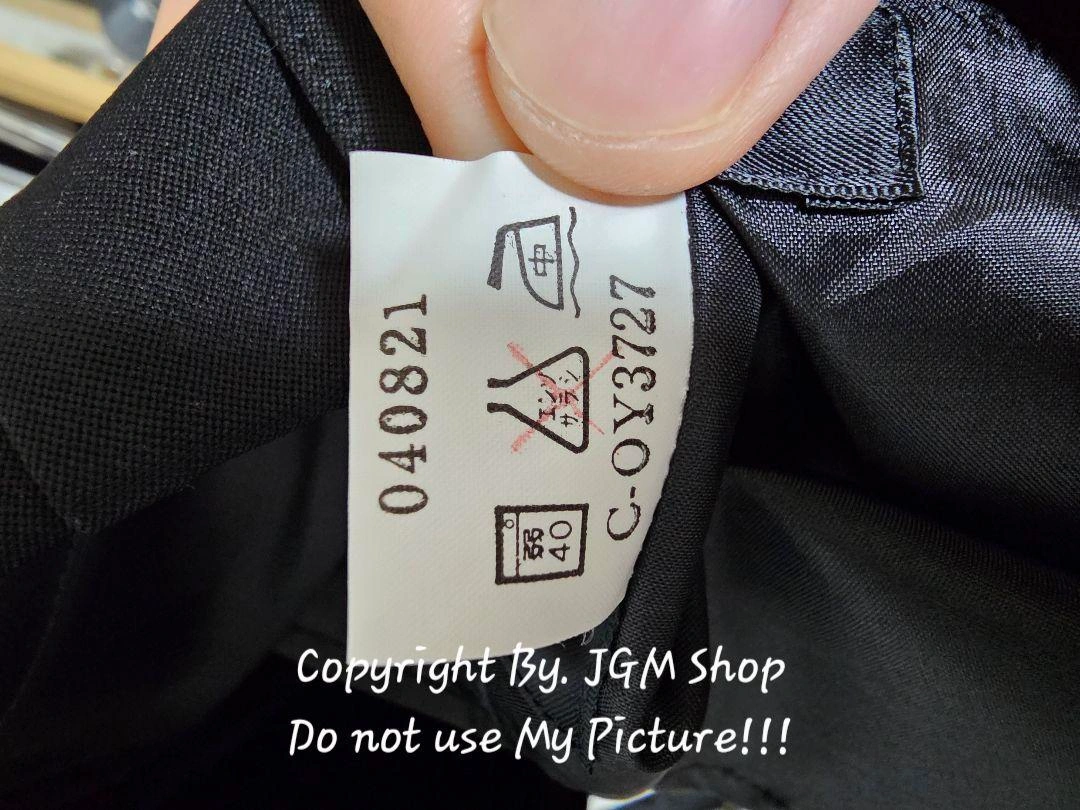 040821
中
エンソ
サラシ
弱
40
C-OY3727
Copyright By. JGM Shop
Do not use My Picture!!!